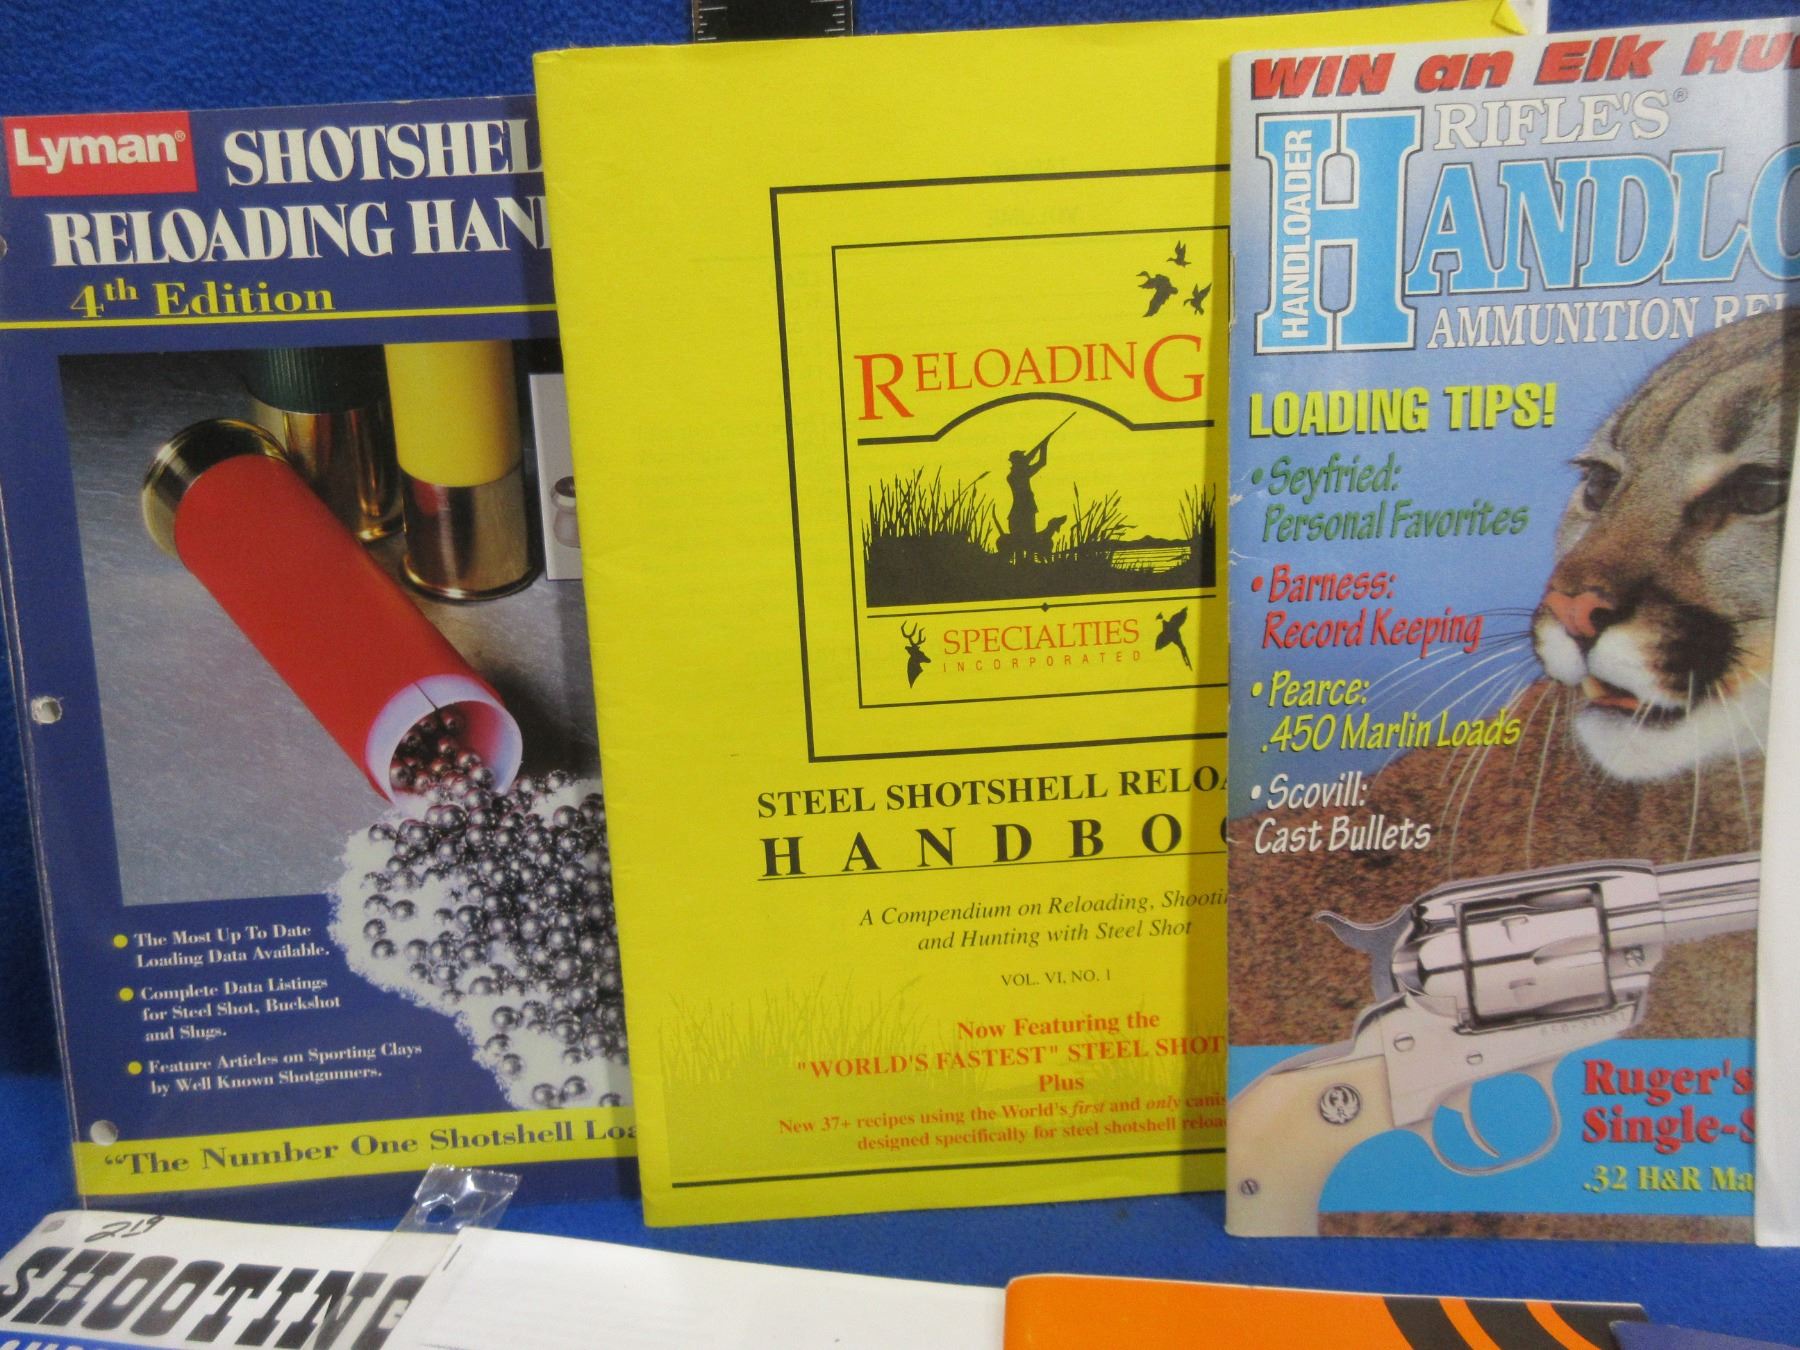 Lyman®
SHOTSHEL
RELOADING HAN
4th Edition
The Most Up To Date
Loading Data Available.
Complete Data Listings
for Steel Shot, Buckshot
and Slugs.
Feature Articles on Sporting Clays
by Well Known Shotgunners.
"The Number One Shotshell Loa
RELOADING
SPECIALTIES
INCORPORATED
STEEL SHOTSHELL RELOA
HANDBO
A Compendium on Reloading, Shootin
and Hunting with Steel Shot
VOL. VI, NO. 1
Now Featuring the
"WORLD'S FASTEST" STEEL SHOT
Plus
New 37+ recipes using the World's first and only canis
designed specifically for steel shotshell reloa
WIN an Elk Hu
HANDLOADER
RIFLE'S®
HANDLO
AMMUNITION RE
LOADING TIPS!
• Seyfried:
Personal Favorites
• Barness:
Record Keeping
• Pearce:
.450 Marlin Loads
• Scovill:
Cast Bullets
Ruger's
Single-S
.32 H&R Ma
219
SHOOTING